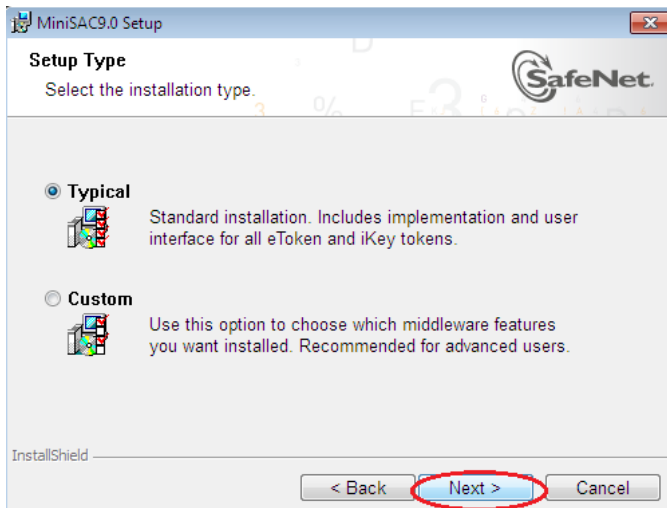 MiniSAC9.0 Setup
Setup Type
Select the installation type.
SafeNet.
Typical
Standard installation. Includes implementation and user
interface for all eToken and iKey tokens.
Custom
Use this option to choose which middleware features
you want installed. Recommended for advanced users.
InstallShield
< Back Next > Cancel